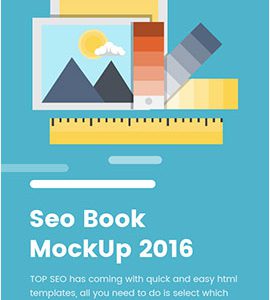 Seo Book
MockUp 2016
TOP SEO has coming with quick and easy html
templates, all you need to do is select which